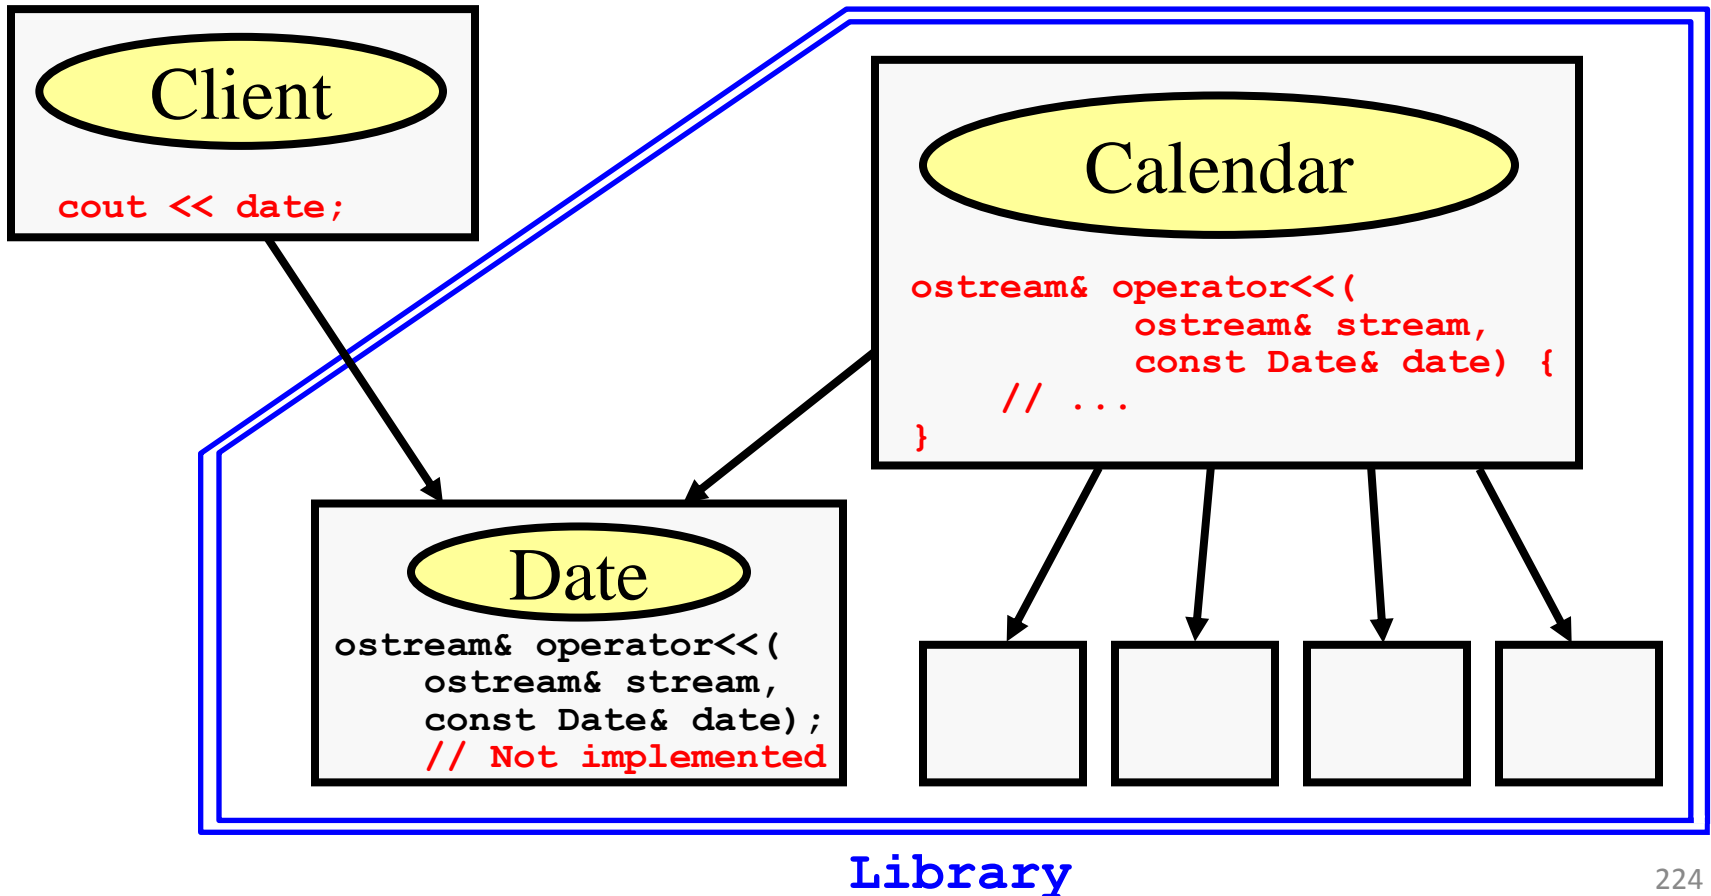 Client
cout << date;
Calendar
ostream& operator<<(
ostream& stream,
const Date& date) {
// ...
}
Date
ostream& operator<<(
ostream& stream,
const Date& date);
// Not implemented
Library
224